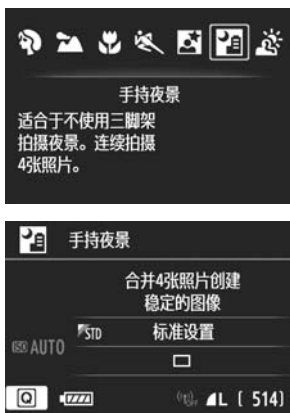 手持夜景
适合于不使用三脚架
拍摄夜景。连续拍摄
4张照片。
手持夜景
合并4张照片创建
稳定的图像
STD 标准设置
ISO AUTO
Q L ( 514)